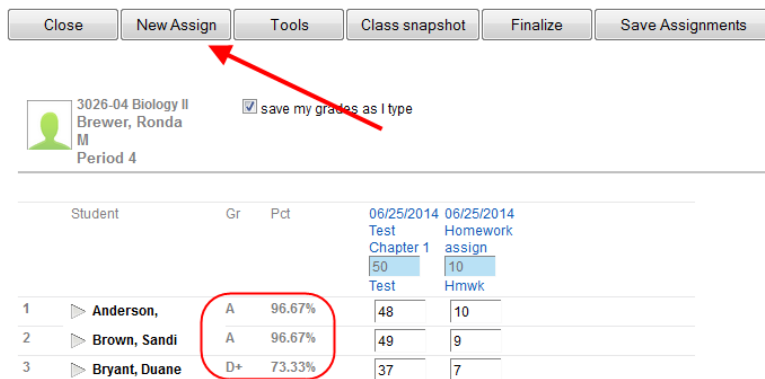 Close New Assign Tools Class snapshot Finalize Save Assignments
3026-04 Biology II
Brewer, Ronda
M
Period 4
save my grades as I type
Student Gr Pct 06/25/2014 06/25/2014
Test Homework
Chapter 1 assign
50 10
Test Hmwk
1 Anderson, A 96.67% 48 10
2 Brown, Sandi A 96.67% 49 9
3 Bryant, Duane D+ 73.33% 37 7